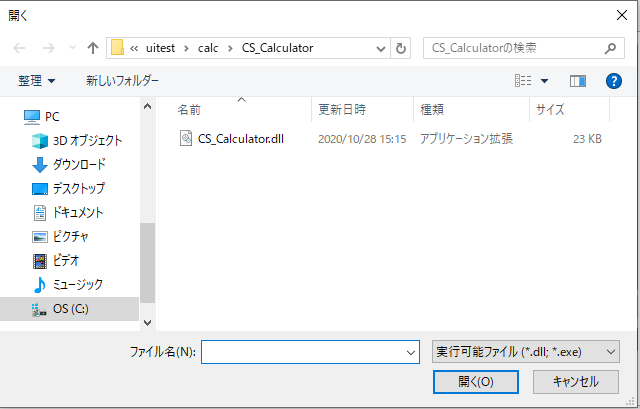 開く
« uitest › calc › CS_Calculator
CS_Calculatorの検索
整理 新しいフォルダー
?
名前 更新日時 種類 サイズ
CS_Calculator.dll 2020/10/28 15:15 アプリケーション拡張 23 KB
PC
3D オブジェクト
ダウンロード
デスクトップ
ドキュメント
ピクチャ
ビデオ
ミュージック
OS (C:)
ファイル名(N):
実行可能ファイル (*.dll; *.exe)
開く(O) キャンセル